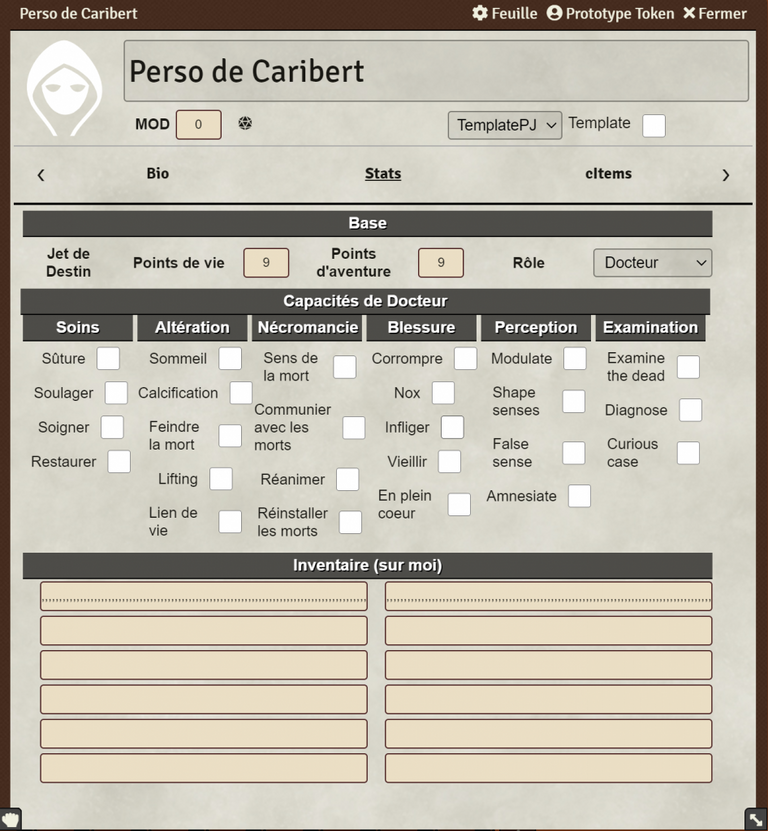 Perso de Caribert Feuille Prototype Token Fermer
Perso de Caribert
MOD 0 TemplatePJ Template
Bio Stats cItems
Base
Jet de Destin Points de vie 9 Points d'aventure 9 Rôle Docteur
Capacités de Docteur
Soins Altération Nécromancie Blessure Perception Examination
Sûture
Soulager
Soigner
Restaurer
Sommeil
Calcification
Feindre
la mort
Lifting
Lien de
vie
Sens de
la mort
Communier
avec les
morts
Réanimer
Réinstaller
les morts
Corrompre
Nox
Infliger
Vieillir
En plein
coeur
Modulate
Shape
senses
False
sense
Amnesiate
Examine
the dead
Diagnose
Curious
case
Inventaire (sur moi)